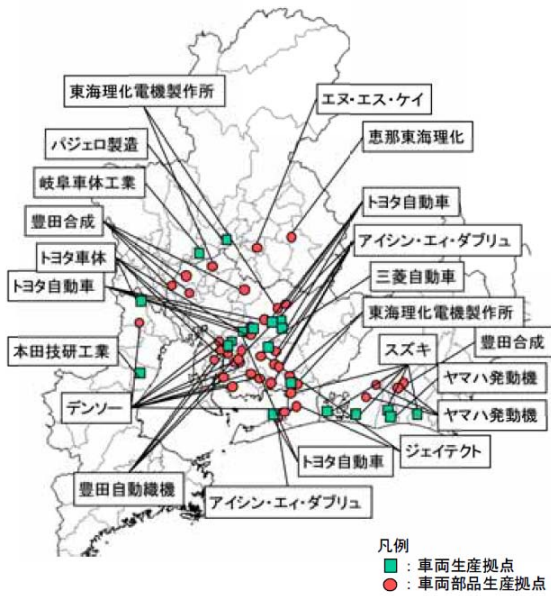 東海理化電機製作所
エヌ・エス・ケイ
パジェロ製造
恵那東海理化
岐阜車体工業
トヨタ自動車
豊田合成
アイシン・エィ・ダブリュ
トヨタ車体
三菱自動車
トヨタ自動車
東海理化電機製作所
豊田合成
スズキ
本田技研工業
ヤマハ発動機
デンソー
ヤマハ発動機
ジェイテクト
トヨタ自動車
豊田自動織機
アイシン・エィ・ダブリュ
凡例
：車両生産拠点
：車両部品生産拠点